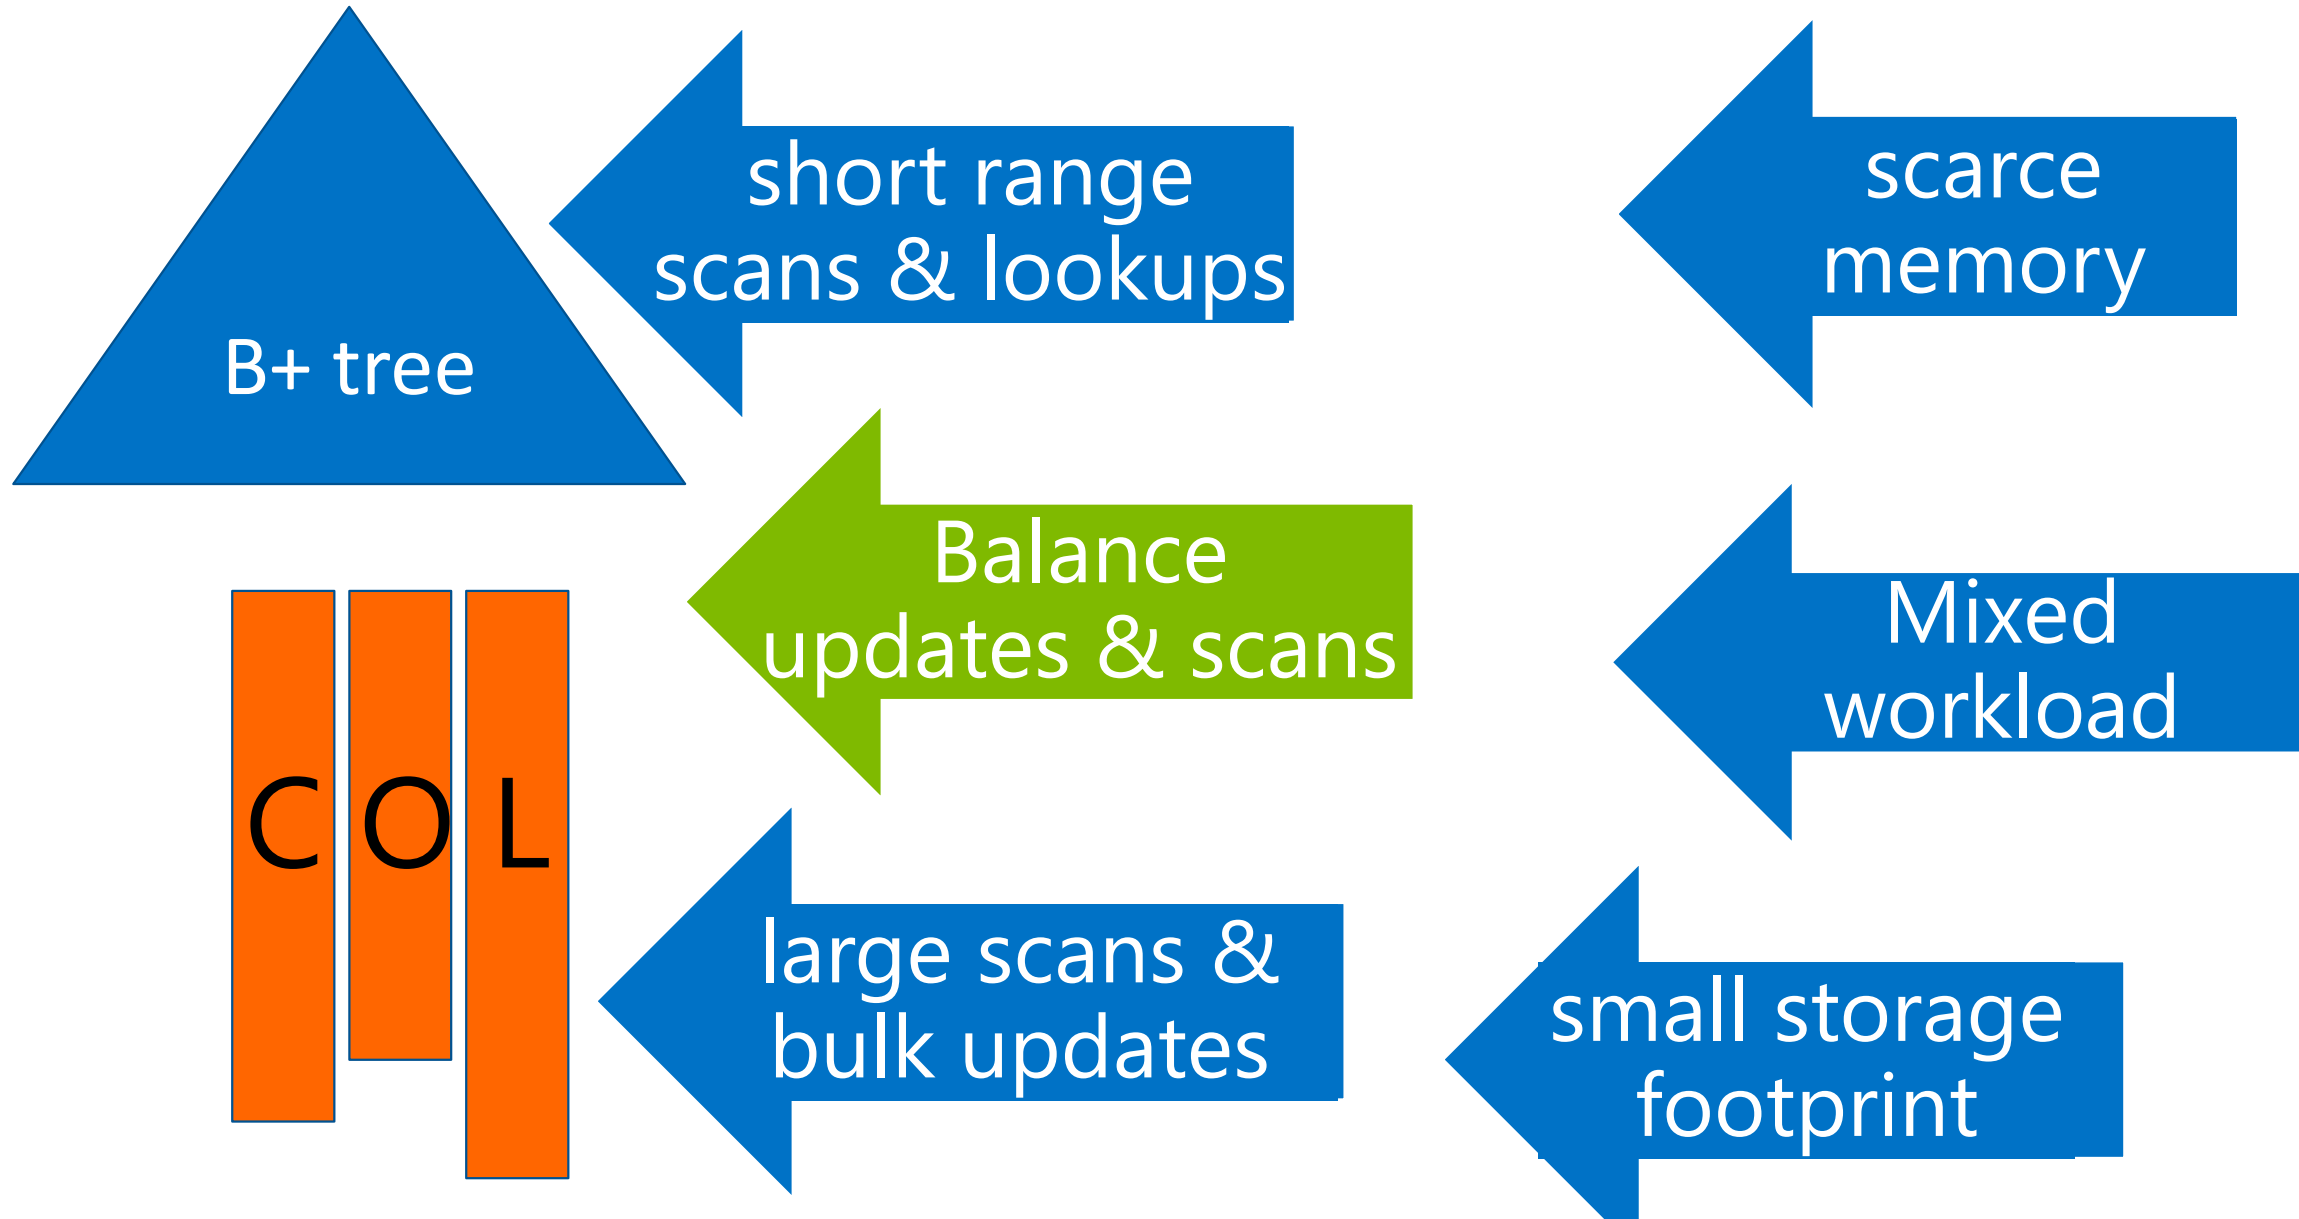 B+ tree
short range
scans & lookups
scarce
memory
Balance
updates & scans
Mixed
workload
C O L
large scans &
bulk updates
small storage
footprint